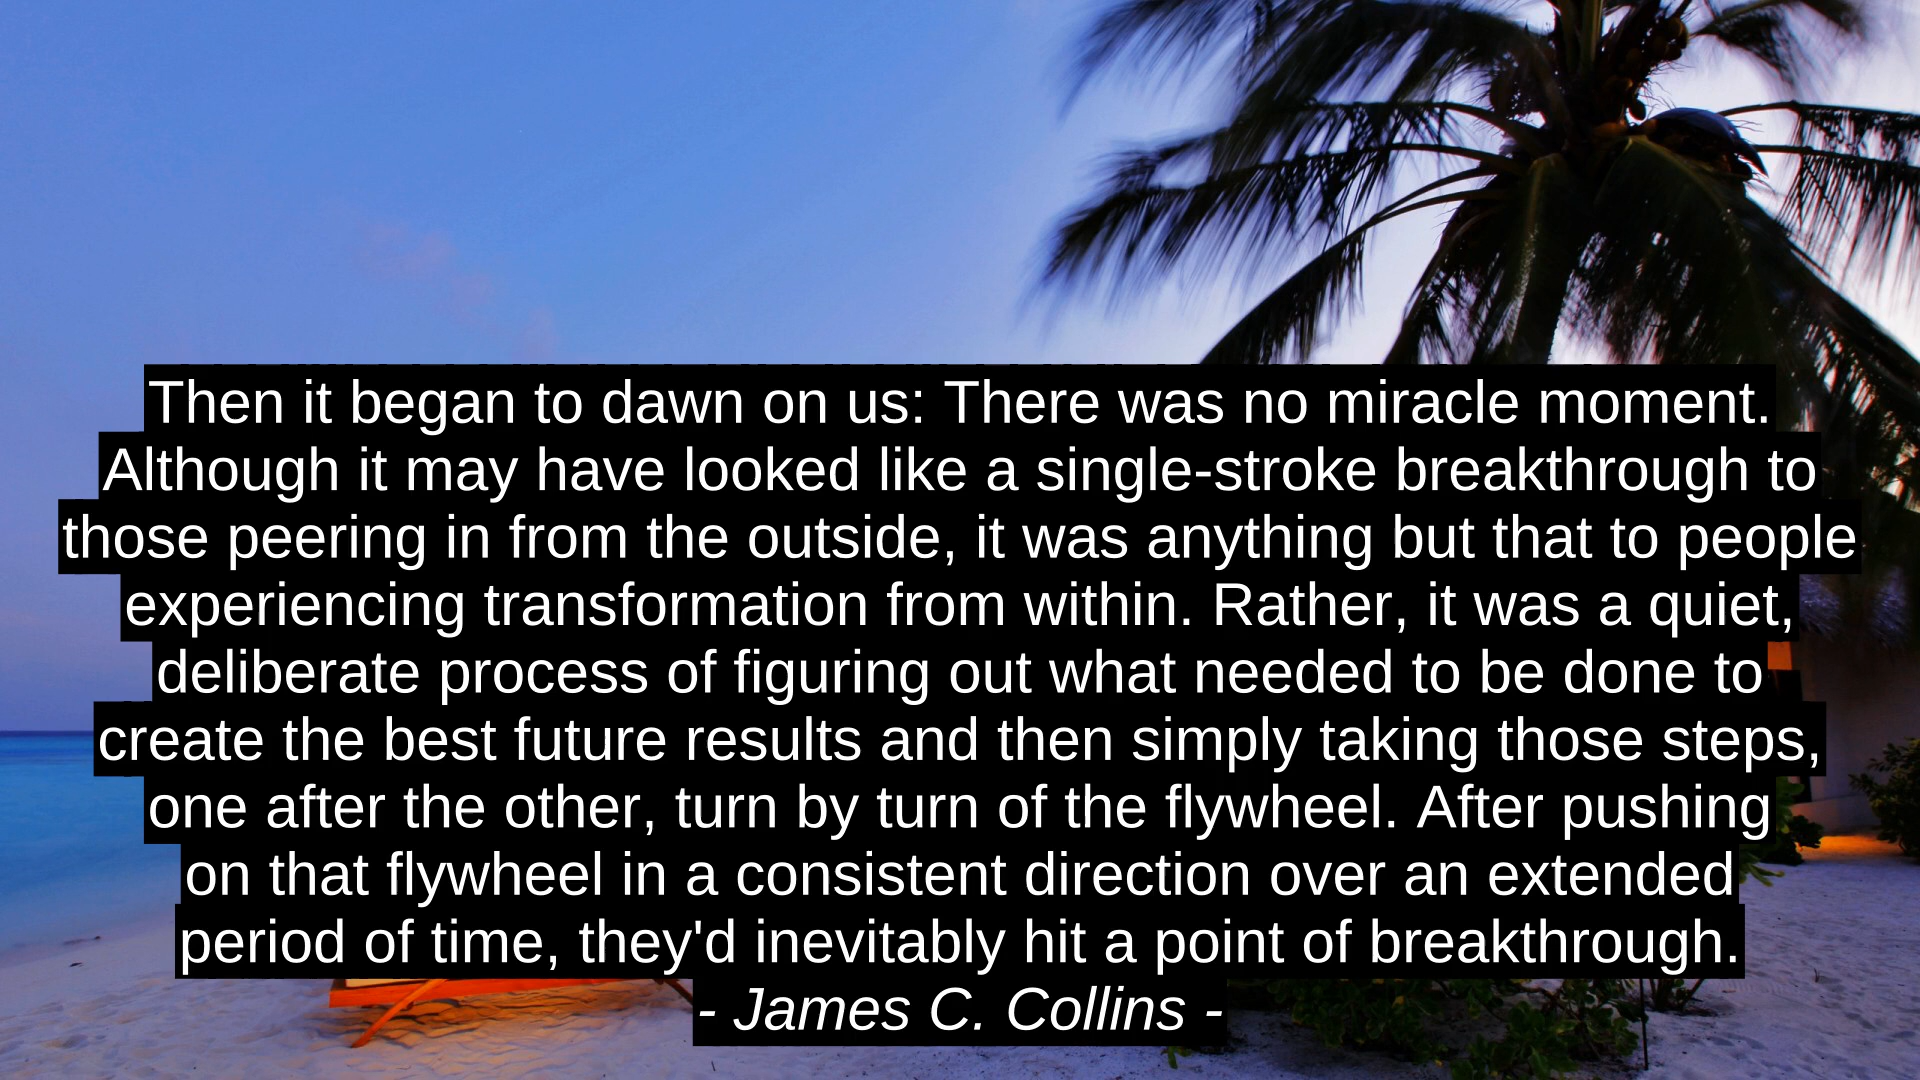 Then it began to dawn on us: There was no miracle moment.
Although it may have looked like a single-stroke breakthrough to
those peering in from the outside, it was anything but that to people
experiencing transformation from within. Rather, it was a quiet,
deliberate process of figuring out what needed to be done to
create the best future results and then simply taking those steps,
one after the other, turn by turn of the flywheel. After pushing
on that flywheel in a consistent direction over an extended
period of time, they'd inevitably hit a point of breakthrough.
- James C. Collins -